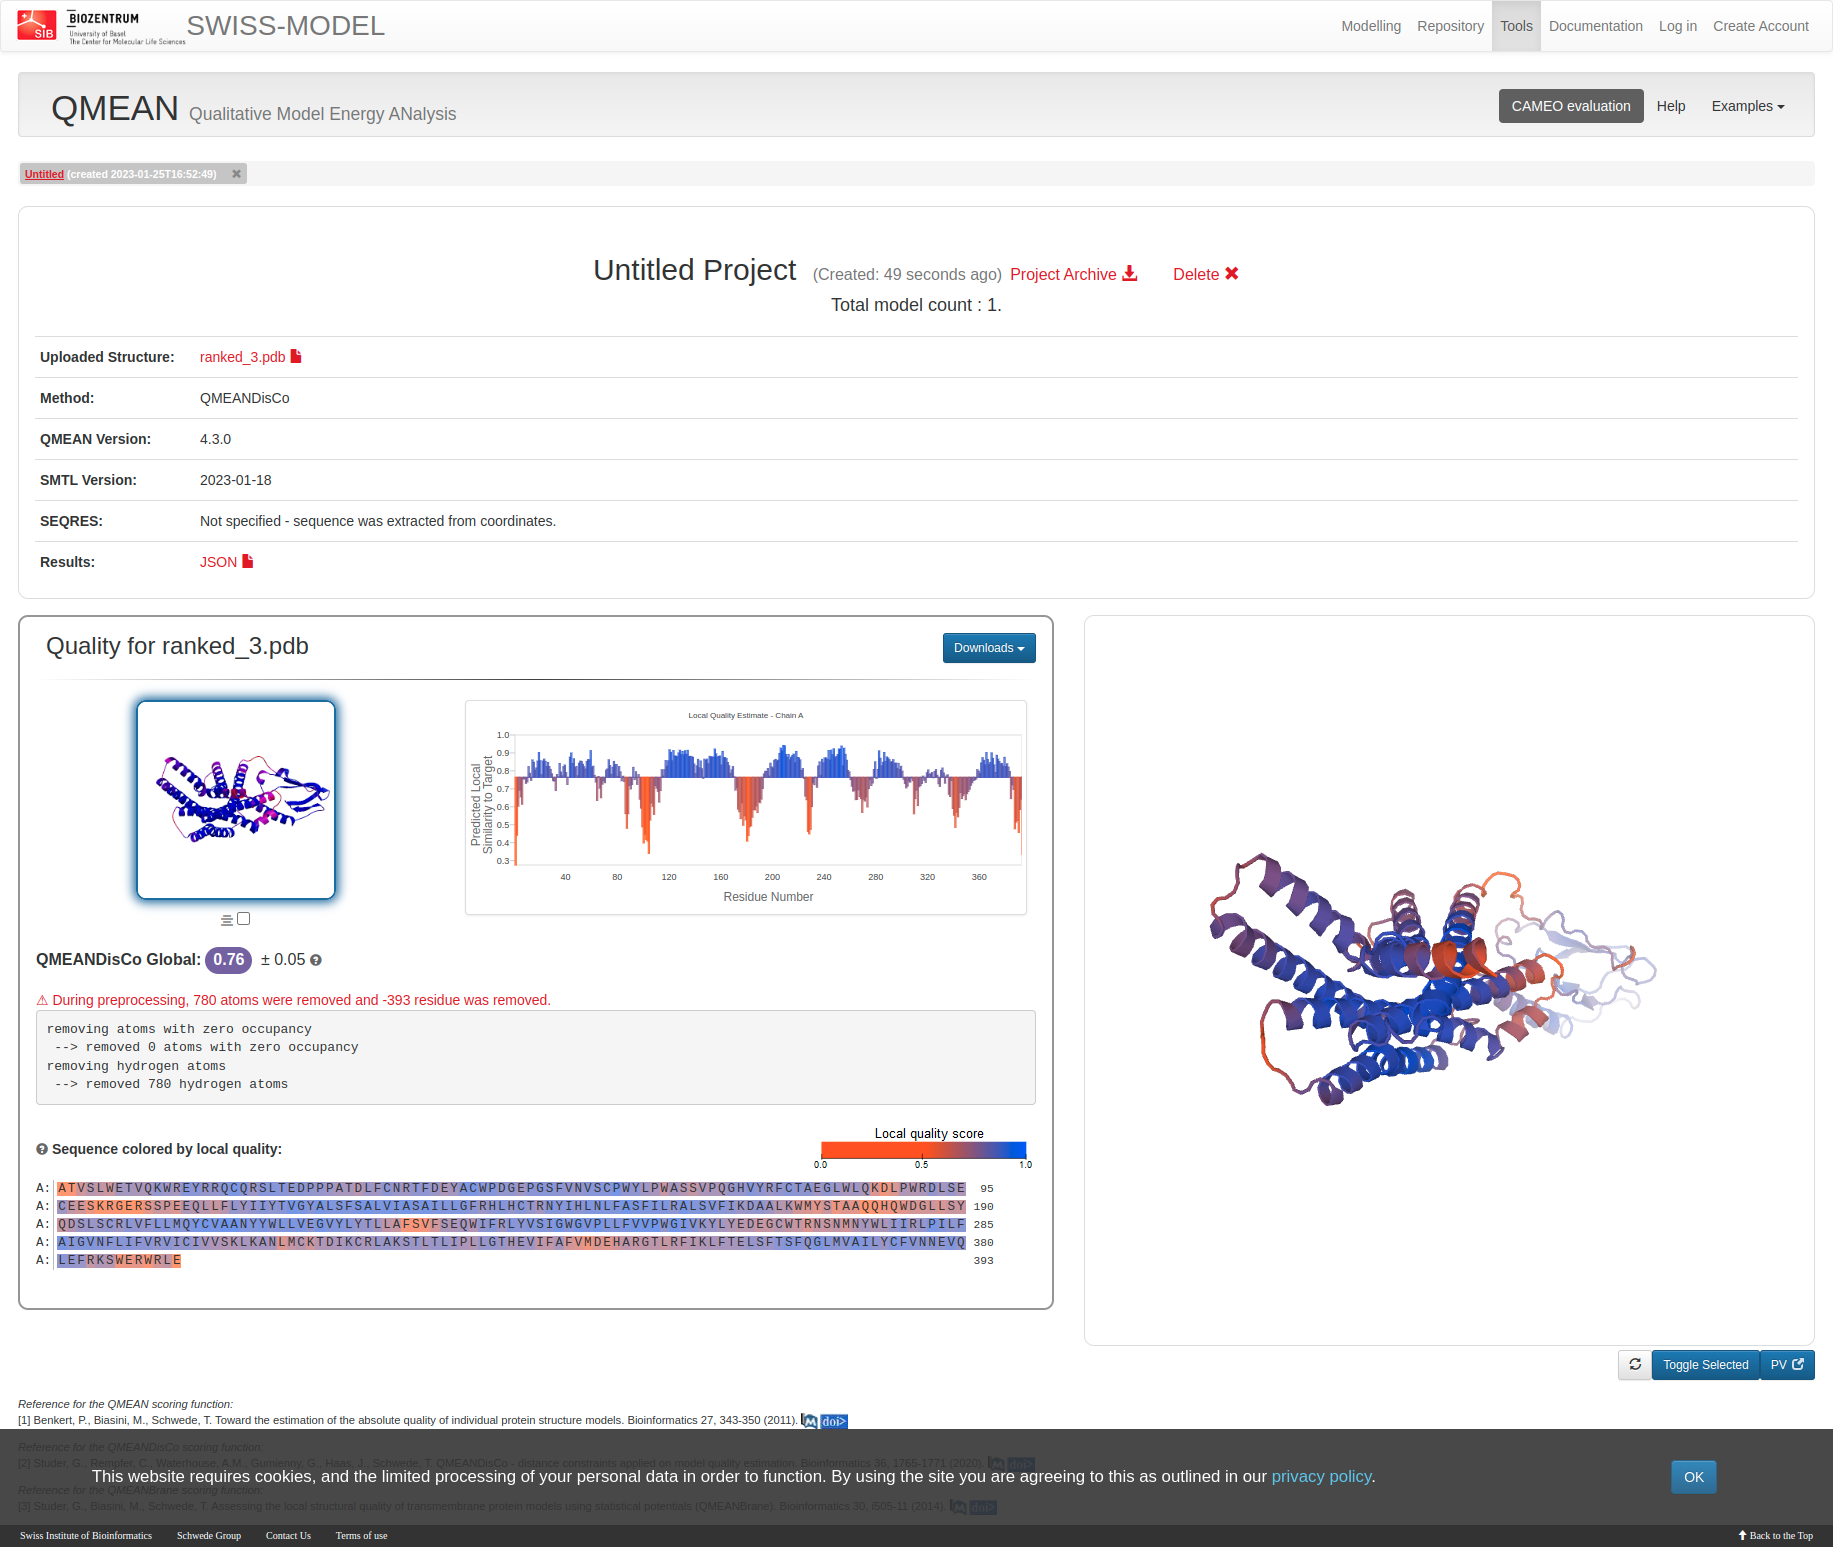 SIB
BIOZENTRUM
University of Basel
The Center for Molecular Life Sciences
SWISS-MODEL
Modelling Repository Tools Documentation Log in Create Account
QMEAN Qualitative Model Energy ANalysis
CAMEO evaluation Help Examples
Untitled (created 2023-01-25T16:52:49)
Untitled Project (Created: 49 seconds ago) Project Archive Delete
Total model count : 1.
Uploaded Structure: ranked_3.pdb
Method: QMEANDisCo
QMEAN Version: 4.3.0
SMTL Version: 2023-01-18
SEQRES: Not specified - sequence was extracted from coordinates.
Results: JSON
Quality for ranked_3.pdb
Downloads
Local Quality Estimate - Chain A
Predicted Local
Similarity to Target
1.0
0.9
0.8
0.7
0.6
0.5
0.4
0.3
40 80 120 160 200 240 280 320 360
Residue Number
QMEANDisCo Global: 0.76 ± 0.05
⚠ During preprocessing, 780 atoms were removed and -393 residue was removed.
removing atoms with zero occupancy
--> removed 0 atoms with zero occupancy
removing hydrogen atoms
--> removed 780 hydrogen atoms
Sequence colored by local quality:
Local quality score
0.0 0.5 1.0
A: ATVSLWETVQKWREYRRQCQRSLTEDPPPATDLFCNRTFDEYACWPDGEPGSFVNVSCPWYLPWASSVPQGHVYRFCTAEGLWLQKDLPWRDLSE 95
A: CEESKRGERSSPEEQLLFLYIIYTVGYALSFSALVIASAILLGFRHLHCTRNYIHLNLFASFILRALSVFIKDAALKWMYSTAAQQHQWDGLLSY 190
A: QDSLSCRLVFLLMQYCVAANYYWLLVEGVYLYTLLAFSVFSEQWIFRLYVSIGWGVPLLFVVPWGIVKYLYEDEGCWTRNSNMNYWLIIRLPILF 285
A: AIGVNFLIFVRVICIVVSKLKANLMCKTDIKCRLAKSTLTLIPLLGTHEVIFAFVMDEHARGTLRFIKLFTELSFTSFQGLMVAILYCFVNNEVQ 380
A: LEFRKSWERWRLE 393
Toggle Selected PV
Reference for the QMEAN scoring function:
[1] Benkert, P., Biasini, M., Schwede, T. Toward the estimation of the absolute quality of individual protein structure models. Bioinformatics 27, 343-350 (2011). doi>
Reference for the QMEANDisCo scoring function:
[2] Studer, G., Rempfer, C., Waterhouse, A.M., Gumienny, G., Haas, J., Schwede, T. QMEANDisCo - distance constraints applied on model quality estimation. Bioinformatics 36, 1765-1771 (2020). doi>
This website requires cookies, and the limited processing of your personal data in order to function. By using the site you are agreeing to this as outlined in our privacy policy.
OK
Reference for the QMEANBrane scoring function:
[3] Studer, G., Biasini, M., Schwede, T. Assessing the local structural quality of transmembrane protein models using statistical potentials (QMEANBrane). Bioinformatics 30, i505-11 (2014). doi>
Swiss Institute of Bioinformatics Schwede Group Contact Us Terms of use Back to the Top